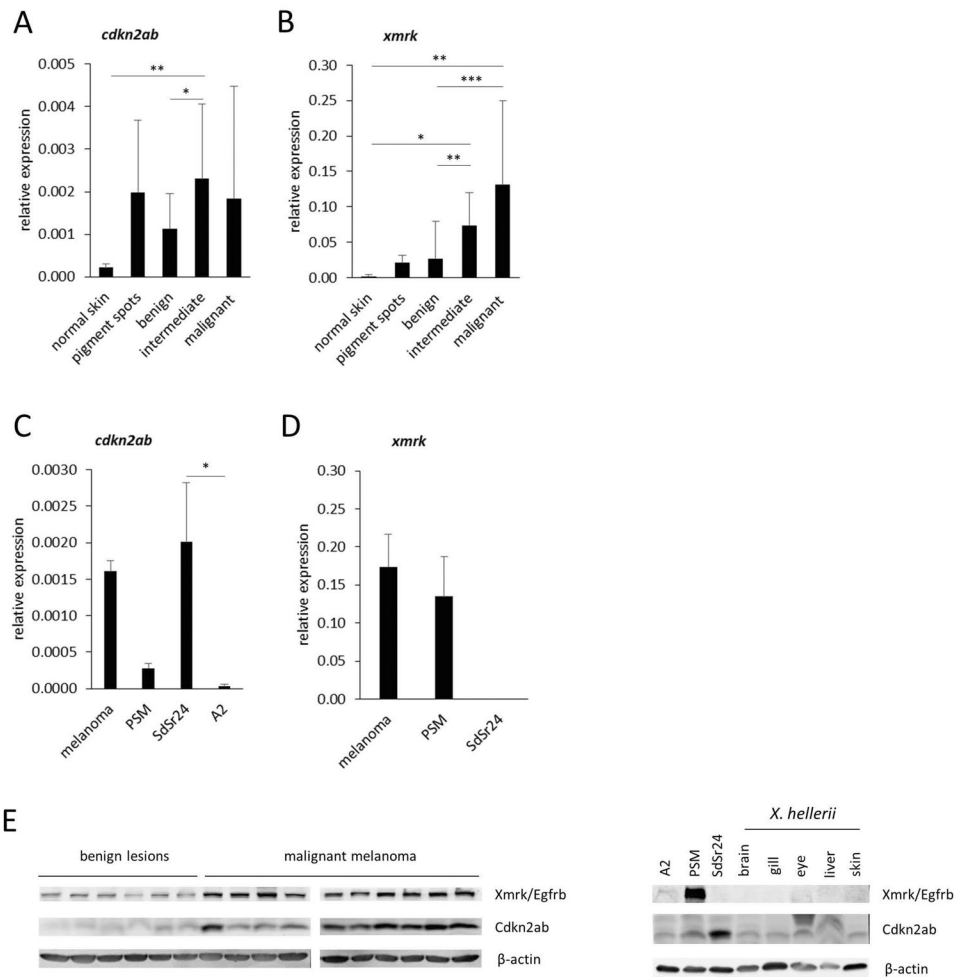 A
cdkn2ab
relative expression
0.005
0.004
0.003
0.002
0.001
0.000
**
*
normal skin
pigment spots
benign
intermediate
malignant
B
xmrk
relative expression
0.30
0.25
0.20
0.15
0.10
0.05
0.00
**
***
*
**
normal skin
pigment spots
benign
intermediate
malignant
C
cdkn2ab
relative expression
0.0030
0.0025
0.0020
0.0015
0.0010
0.0005
0.0000
*
melanoma
PSM
SdSr24
A2
D
xmrk
relative expression
0.30
0.25
0.20
0.15
0.10
0.05
0.00
melanoma
PSM
SdSr24
E
benign lesions
malignant melanoma
Xmrk/Egfrb
Cdkn2ab
β-actin
X. hellerii
A2
PSM
SdSr24
brain
gill
eye
liver
skin
Xmrk/Egfrb
Cdkn2ab
β-actin